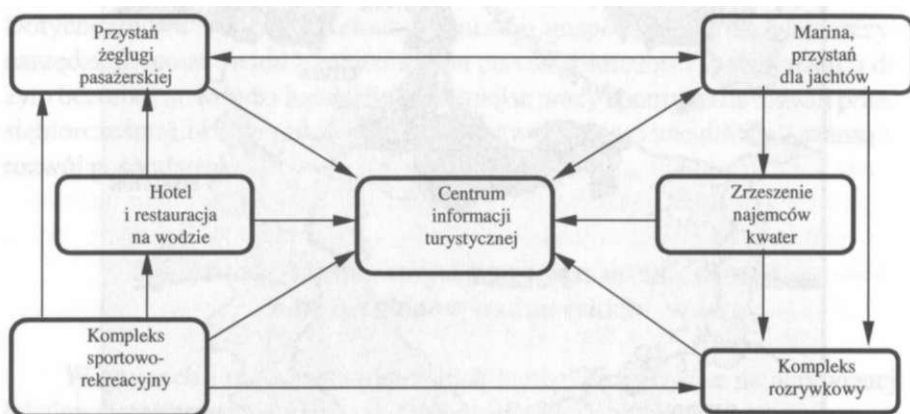 Przystań
żeglugi
pasażerskiej
Marina,
przystań
dla jachtów
Hotel
i restauracja
na wodzie
Centrum
informacji
turystycznej
Zrzeszenie
najemców
kwater
Kompleks
sportowo-
rekreacyjny
Kompleks
rozrywkowy